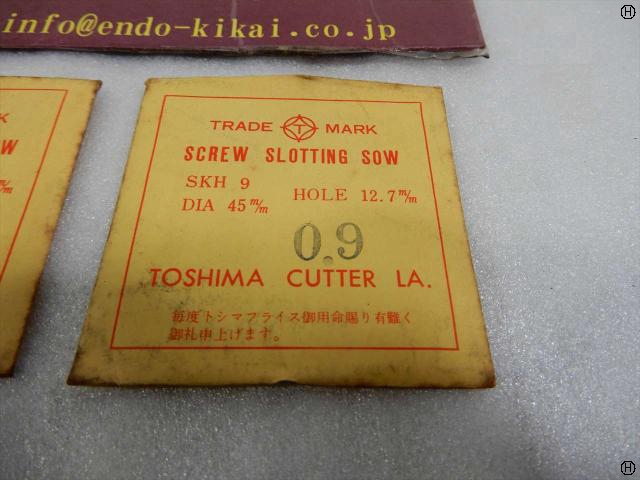 info@endo-kikai.co.jp
TRADE T MARK
SCREW SLOTTING SOW
SKH 9
DIA 45 m/m
HOLE 12.7 m/m
0.9
TOSHIMA CUTTER LA.
毎度トシマフライス御用命賜り有難く
御礼申上げます。
K
W
m/m
H
H